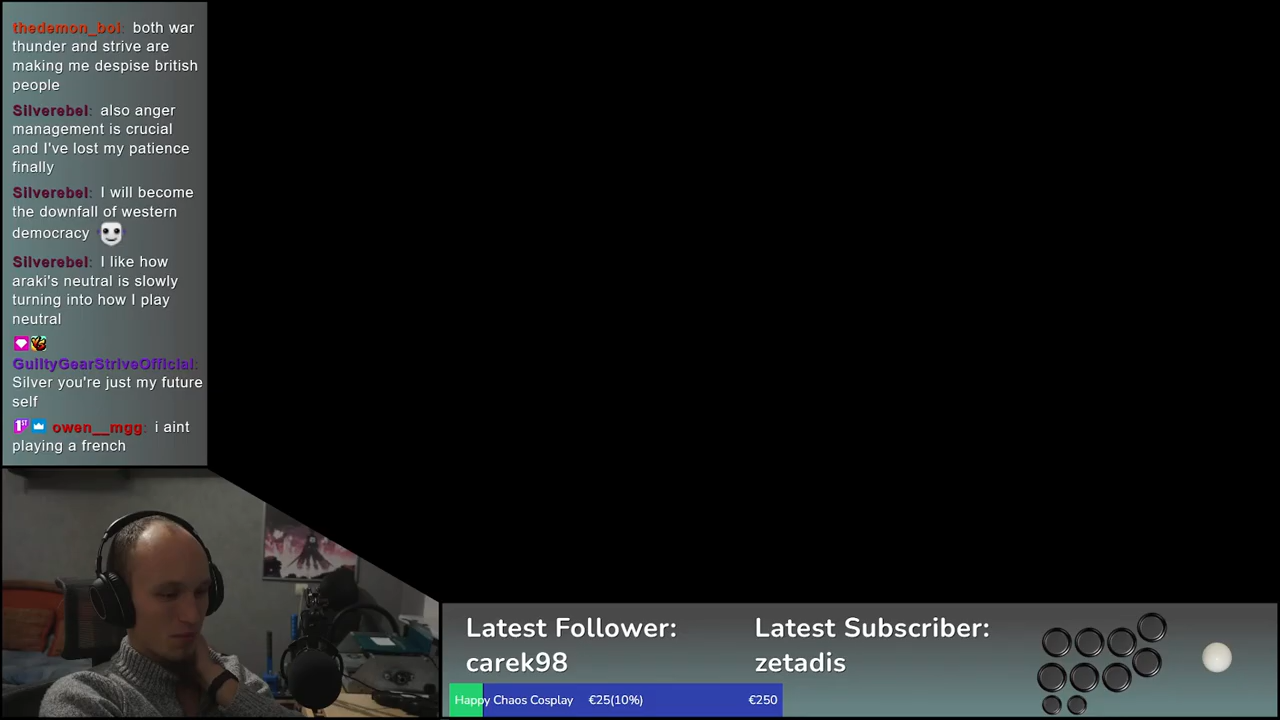 thedemon_boi: both war
thunder and strive are
making me despise british
people
Silverebel: also anger
management is crucial
and I've lost my patience
finally
Silverebel: I will become
the downfall of western
democracy
Silverebel: I like how
araki's neutral is slowly
turning into how I play
neutral
GuiltyGearStriveOfficial:
Silver you're just my future
self
1ST owen__mgg: i aint
playing a french
Latest Follower:
carek98
Latest Subscriber:
zetadis
Happy Chaos Cosplay €25(10%) €250